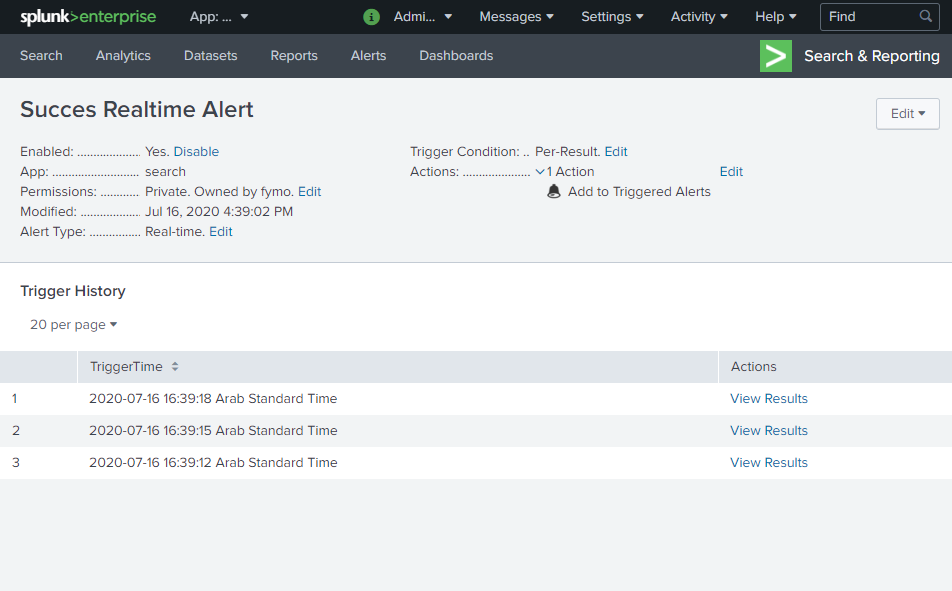 splunk>enterprise App: ... Admi... Messages Settings Activity Help Find
Search Analytics Datasets Reports Alerts Dashboards Search & Reporting
Succes Realtime Alert
Edit
Enabled: ................... Yes. Disable
App: .......................... search
Permissions: ............ Private. Owned by fymo. Edit
Modified: .................. Jul 16, 2020 4:39:02 PM
Alert Type: ............... Real-time. Edit
Trigger Condition: .. Per-Result. Edit
Actions: .................... 1 Action Edit
Add to Triggered Alerts
Trigger History
20 per page
TriggerTime Actions
1 2020-07-16 16:39:18 Arab Standard Time View Results
2 2020-07-16 16:39:15 Arab Standard Time View Results
3 2020-07-16 16:39:12 Arab Standard Time View Results